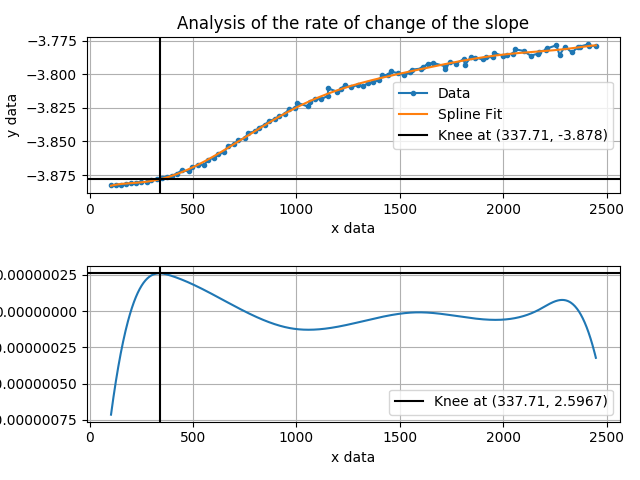 Analysis of the rate of change of the slope
−3.775
−3.800
−3.825
−3.850
−3.875
y data
Data
Spline Fit
Knee at (337.71, -3.878)
0 500 1000 1500 2000 2500
x data
0.00000025
0.00000000
0.00000025
0.00000050
0.00000075
Knee at (337.71, 2.5967)
0 500 1000 1500 2000 2500
x data